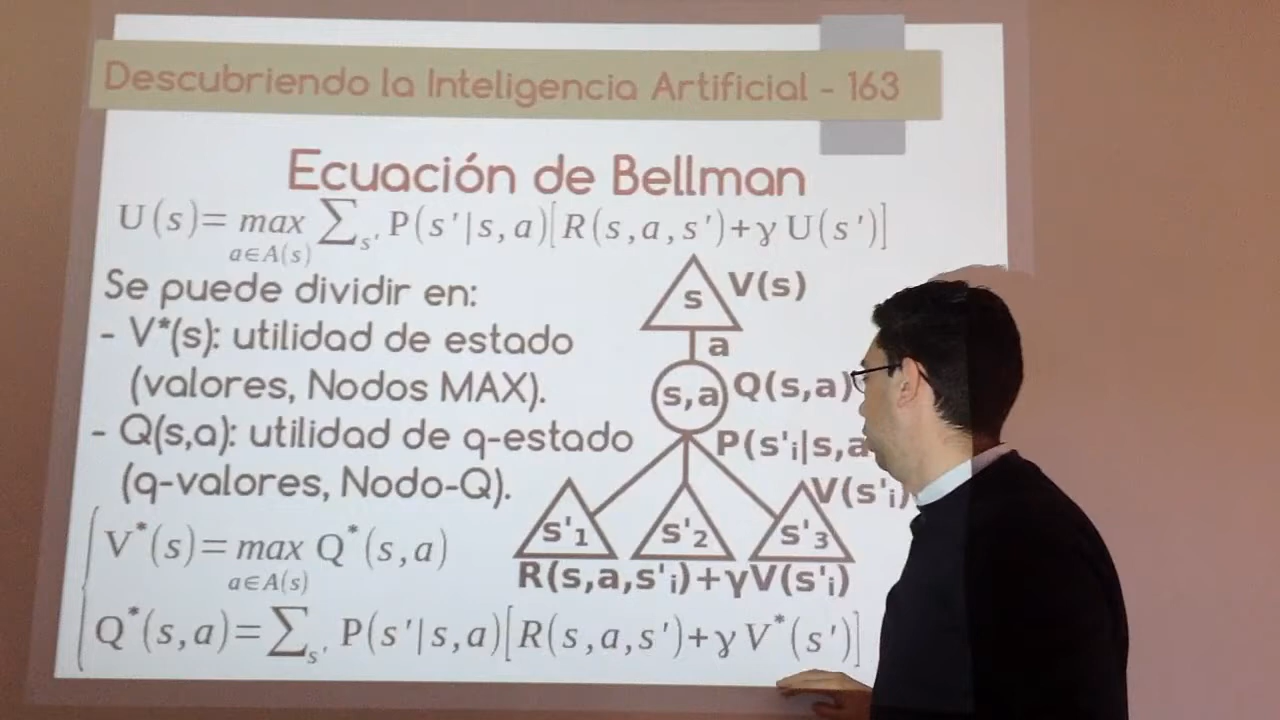 Descubriendo la Inteligencia Artificial - 163
Ecuación de Bellman
U(s)= max a∈A(s) ∑s' P(s'|s,a)[R(s,a,s')+γ U(s')]
Se puede dividir en:
- V*(s): utilidad de estado
(valores, Nodos MAX).
- Q(s,a): utilidad de q-estado
(q-valores, Nodo-Q).
V*(s)= max a∈A(s) Q*(s,a)
Q*(s,a)=∑s' P(s'|s,a)[R(s,a,s')+γ V*(s')]
s V(s)
a
s,a Q(s,a)
P(s'i|s,a
V(s'i)
s'1 s'2 s'3
R(s,a,s'i)+γV(s'i)